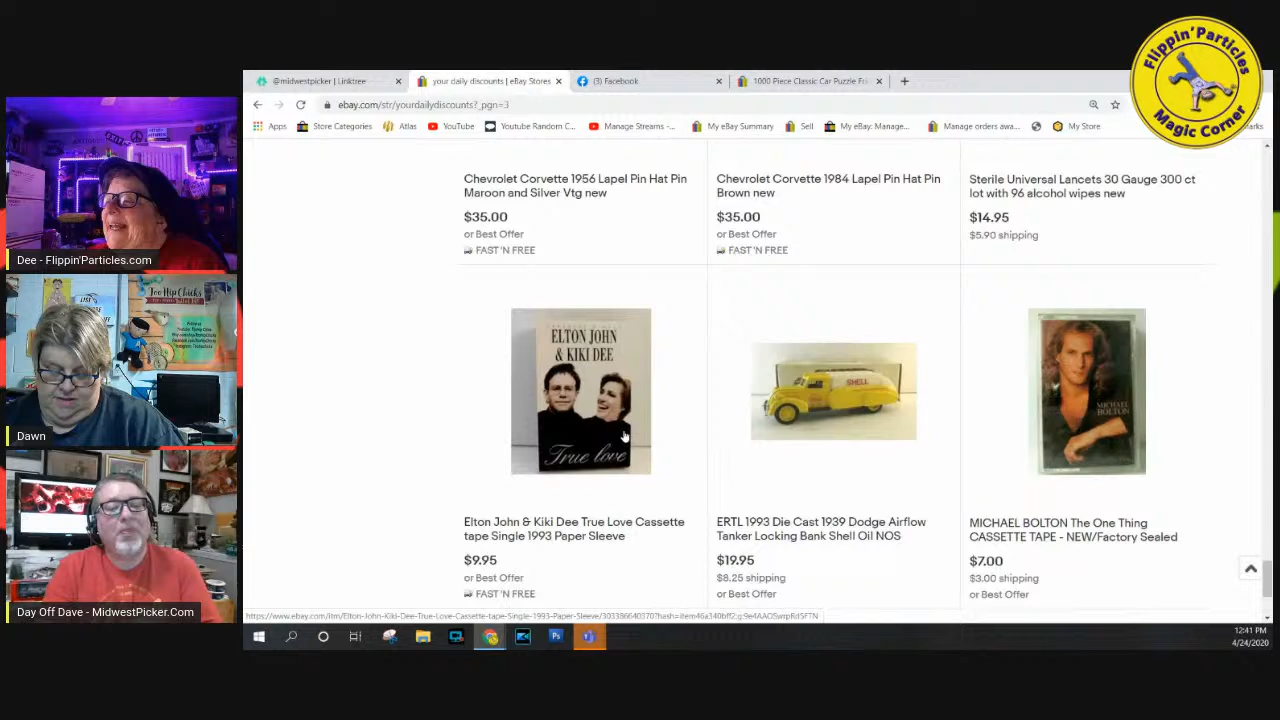 Flippin'Particles
Magic Corner
@midwestpicker | Linktree
your daily discounts | eBay Stores
(3) Facebook
1000 Piece Classic Car Puzzle Fr
ebay.com/str/yourdailydiscounts?_pgn=3
Apps
Store Categories
Atlas
YouTube
Youtube Random C...
Manage Streams -...
My eBay Summary
Sell
My eBay: Manage...
Manage orders awa...
My Store
Chevrolet Corvette 1956 Lapel Pin Hat Pin
Maroon and Silver Vtg new
$35.00
or Best Offer
FAST 'N FREE
Chevrolet Corvette 1984 Lapel Pin Hat Pin
Brown new
$35.00
or Best Offer
FAST 'N FREE
Sterile Universal Lancets 30 Gauge 300 ct
lot with 96 alcohol wipes new
$14.95
$5.90 shipping
Dee - Flippin'Particles.com
Too Hip Chicks
Dawn
Day Off Dave - MidwestPicker.Com
ELTON JOHN
& KIKI DEE
True love
SHELL
MICHAEL
BOLTON
Elton John & Kiki Dee True Love Cassette
tape Single 1993 Paper Sleeve
$9.95
or Best Offer
FAST 'N FREE
ERTL 1993 Die Cast 1939 Dodge Airflow
Tanker Locking Bank Shell Oil NOS
$19.95
$8.25 shipping
or Best Offer
MICHAEL BOLTON The One Thing
CASSETTE TAPE - NEW/Factory Sealed
$7.00
$3.00 shipping
or Best Offer
12:41 PM
4/24/2020